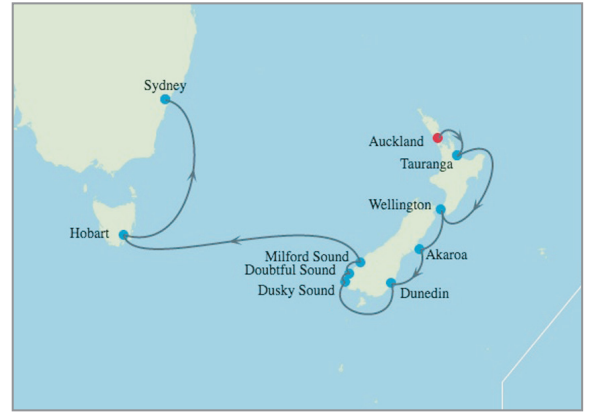 Sydney
Auckland
Tauranga
Wellington
Hobart
Akaroa
Milford Sound
Doubtful Sound
Dusky Sound
Dunedin